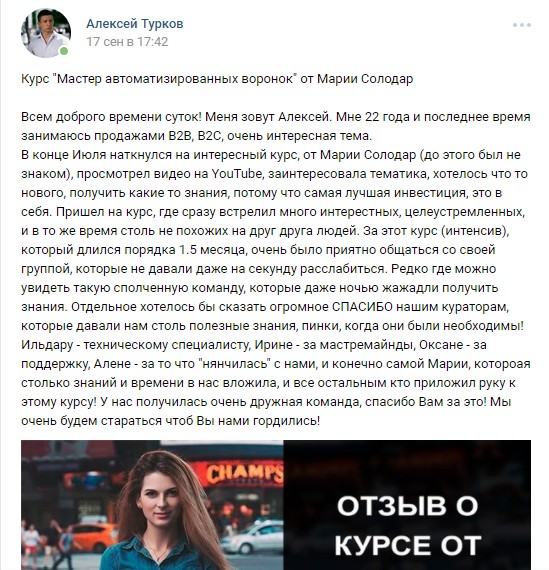 Алексей Турков
17 сен в 17:42
Курс "Мастер автоматизированных воронок" от Марии Солодар
Всем доброго времени суток! Меня зовут Алексей. Мне 22 года и последнее время
занимаюсь продажами B2B, B2C, очень интересная тема.
В конце Июля наткнулся на интересный курс, от Марии Солодар (до этого был не
знаком), просмотрел видео на YouTube, заинтересовала тематика, хотелось что то
нового, получить какие то знания, потому что самая лучшая инвестиция, это в
себя. Пришел на курс, где сразу встрелил много интерестных, целеустремленных,
и в то же время столь не похожих на друг друга людей. За этот курс (интенсив),
который длился порядка 1.5 месяца, очень было приятно общаться со своей
группой, которые не давали даже на секунду расслабиться. Редко где можны
увидеть такую сполченную команду, которые даже ночью жажадли получить
знания. Отдельное хотелось бы сказать огромное СПАСИБО нашим кураторам,
которые давали нам столь полезные знания, пинки, когда они были необходимы!
Ильдару - техническому специалисту, Ирине - за мастремайнды, Оксане - за
поддержку, Алене - за то что "нянчилась" с нами, и конечно самой Марии, котороая
столько знаний и времени в нас вложила, и все остальным кто приложил руку к
этому курсу! У нас получилась очень дружная команда, спасибо Вам за это! Мы
очень будем стараться чтоб Вы нами гордились!
CHAMPS
ОТЗЫВ О
КУРСЕ ОТ